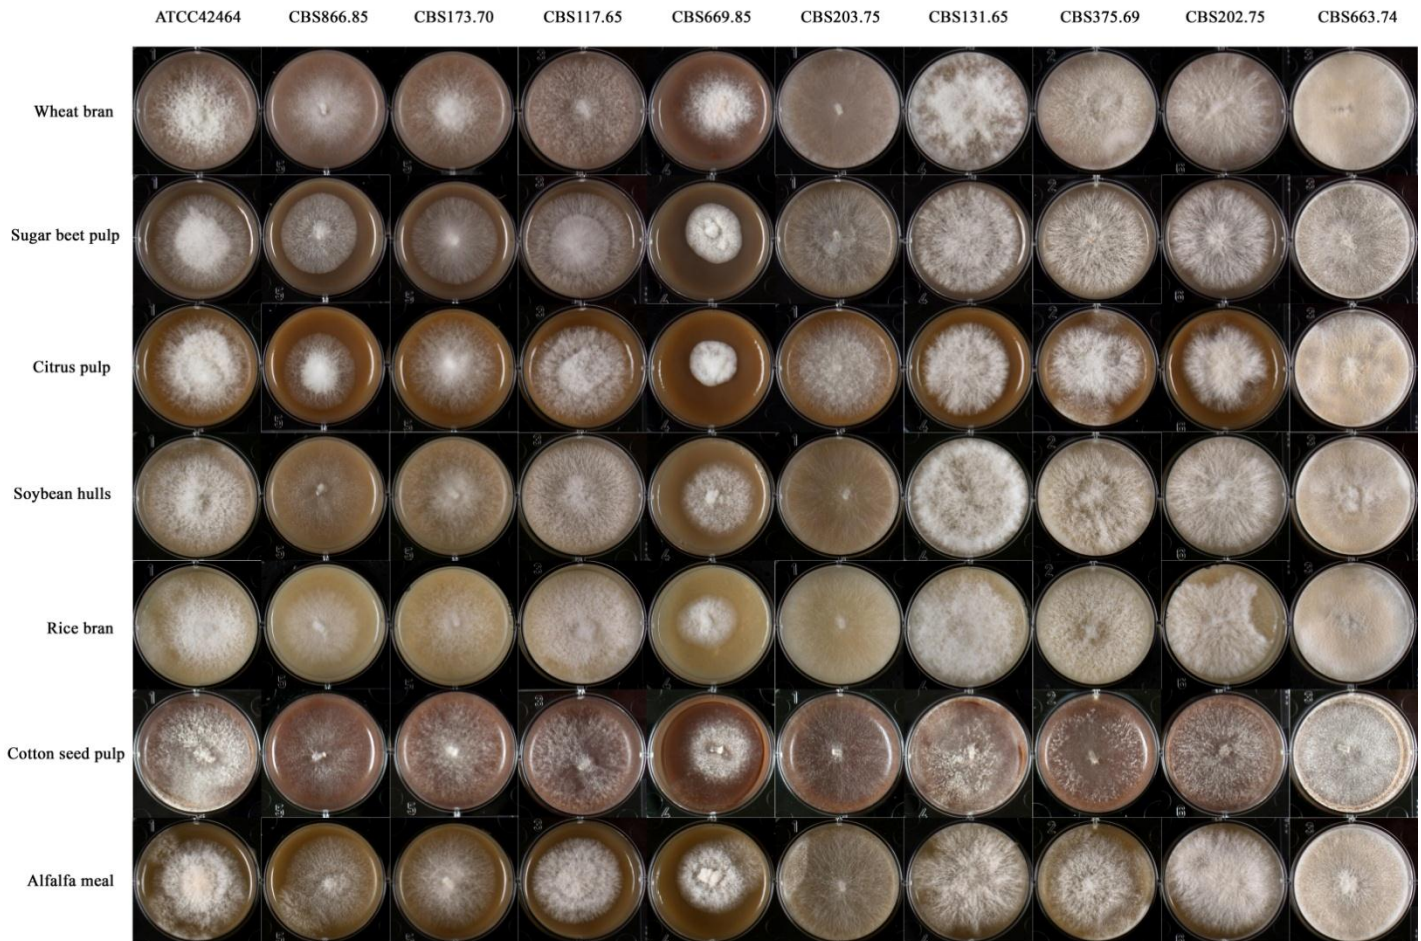 ATCC42464 CBS866.85 CBS173.70 CBS117.65 CBS669.85 CBS203.75 CBS131.65 CBS375.69 CBS202.75 CBS663.74
Wheat bran
Sugar beet pulp
Citrus pulp
Soybean hulls
Rice bran
Cotton seed pulp
Alfalfa meal